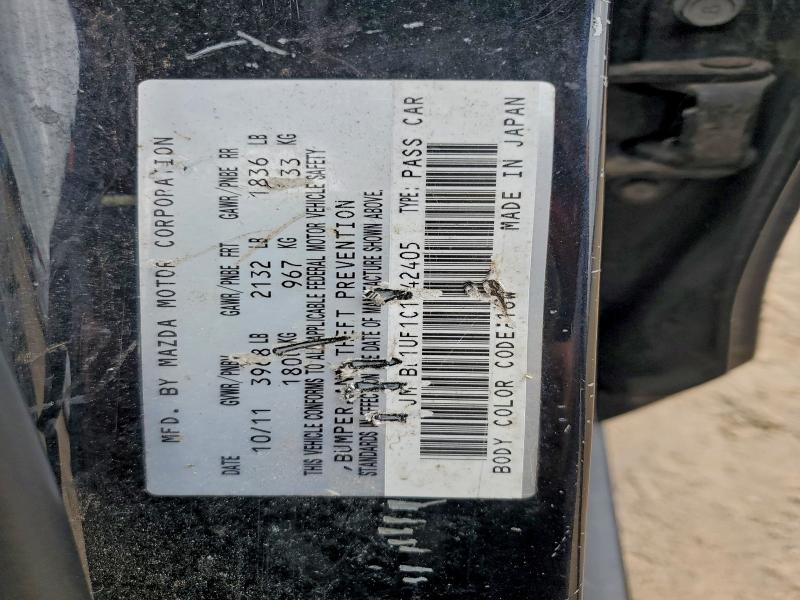 MFD. BY MAZDA MOTOR CORPORATION
DATE GVWR/PNBV GAWR/PNBE FRT GAWR/PNBE RR
10/11 LB 2132 LB 1836 LB
KG 967 KG KG
THIS VEHICLE CONFORMS TO ALL APPLICABLE FEDERAL MOTOR VEHICLE SAFETY
,BUMPER THEFT PREVENTION
STANDARDS IN EFFECT ON THE DATE OF MANUFACTURE SHOWN ABOVE.
TYPE: PASS CAR
BODY COLOR CODE: MADE IN JAPAN